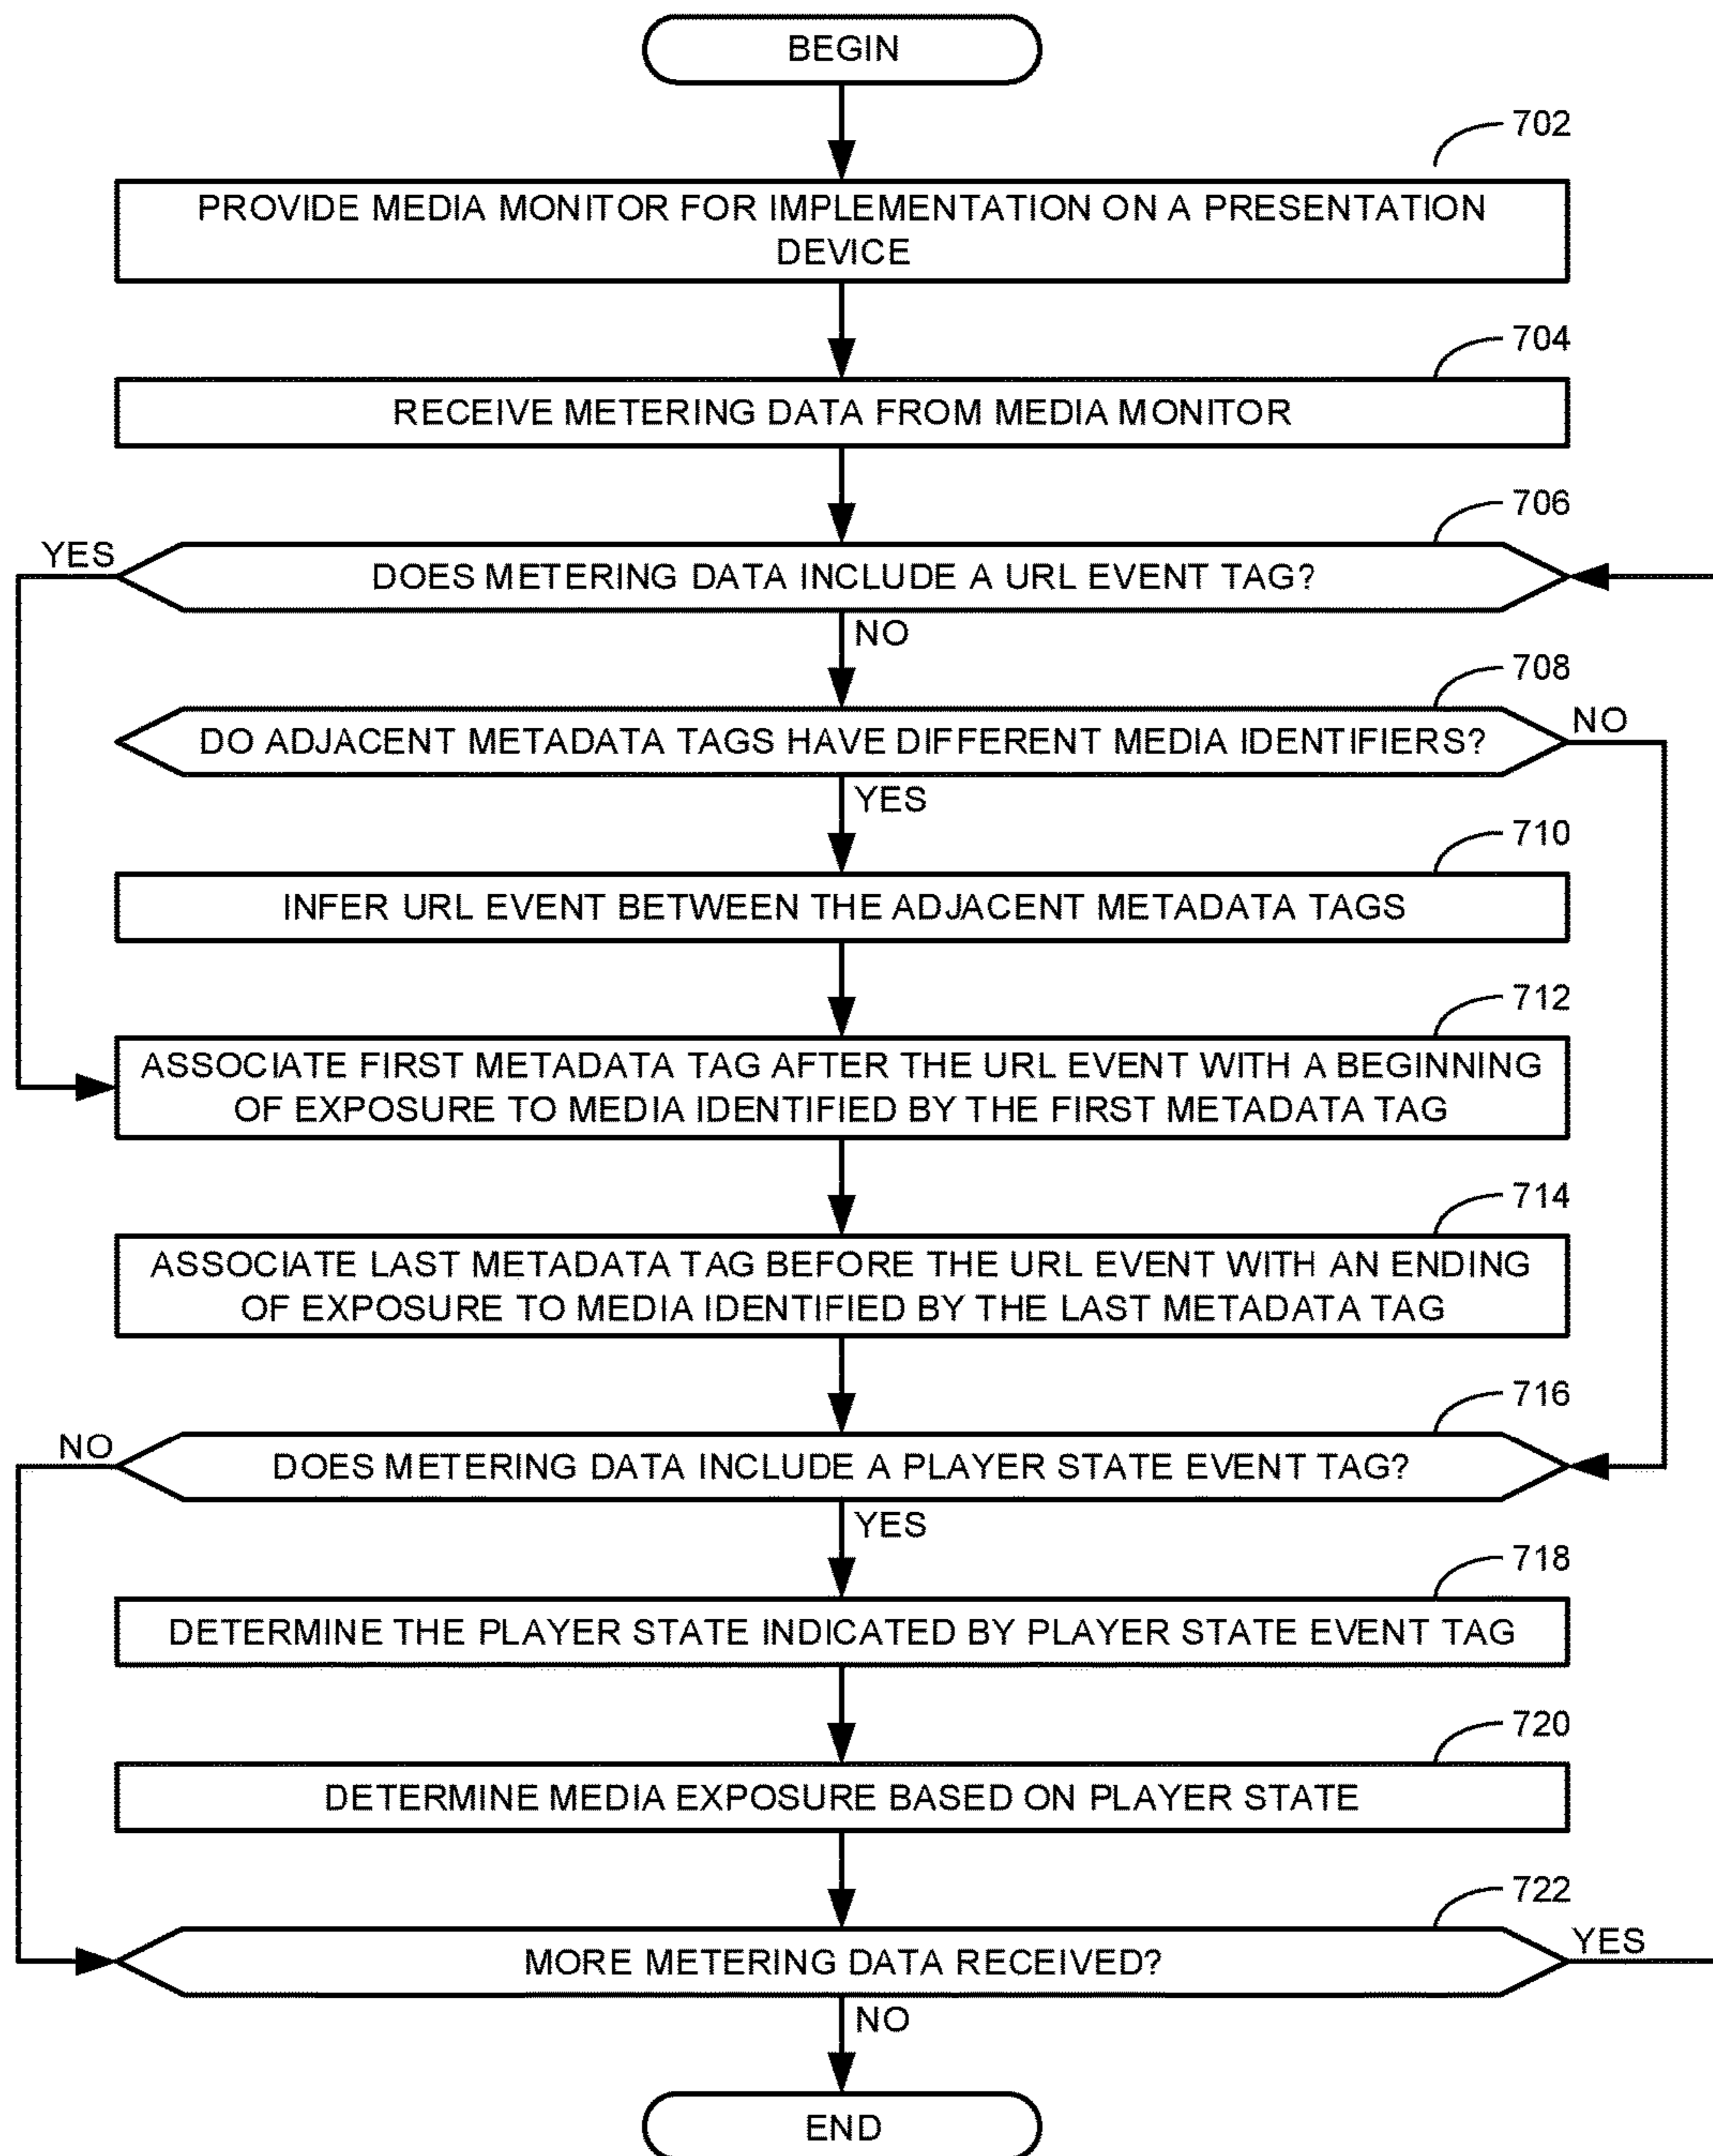 BEGIN
702
PROVIDE MEDIA MONITOR FOR IMPLEMENTATION ON A PRESENTATION
DEVICE
704
RECEIVE METERING DATA FROM MEDIA MONITOR
706
YES
DOES METERING DATA INCLUDE A URL EVENT TAG?
NO
708
DO ADJACENT METADATA TAGS HAVE DIFFERENT MEDIA IDENTIFIERS?
NO
YES
710
INFER URL EVENT BETWEEN THE ADJACENT METADATA TAGS
712
ASSOCIATE FIRST METADATA TAG AFTER THE URL EVENT WITH A BEGINNING
OF EXPOSURE TO MEDIA IDENTIFIED BY THE FIRST METADATA TAG
714
ASSOCIATE LAST METADATA TAG BEFORE THE URL EVENT WITH AN ENDING
OF EXPOSURE TO MEDIA IDENTIFIED BY THE LAST METADATA TAG
716
NO
DOES METERING DATA INCLUDE A PLAYER STATE EVENT TAG?
YES
718
DETERMINE THE PLAYER STATE INDICATED BY PLAYER STATE EVENT TAG
720
DETERMINE MEDIA EXPOSURE BASED ON PLAYER STATE
722
MORE METERING DATA RECEIVED?
YES
NO
END